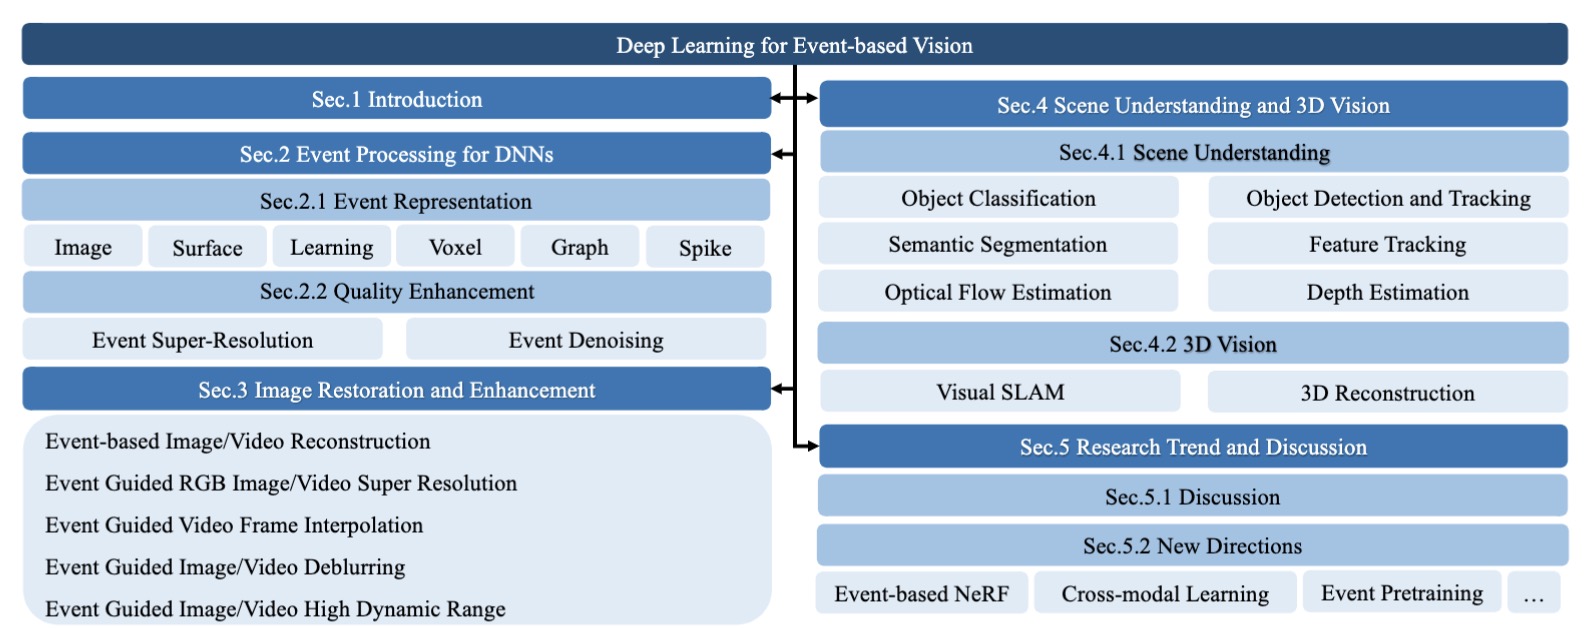 Deep Learning for Event-based Vision
Sec.1 Introduction
Sec.2 Event Processing for DNNs
Sec.2.1 Event Representation
Image
Surface
Learning
Voxel
Graph
Spike
Sec.2.2 Quality Enhancement
Event Super-Resolution
Event Denoising
Sec.3 Image Restoration and Enhancement
Event-based Image/Video Reconstruction
Event Guided RGB Image/Video Super Resolution
Event Guided Video Frame Interpolation
Event Guided Image/Video Deblurring
Event Guided Image/Video High Dynamic Range
Sec.4 Scene Understanding and 3D Vision
Sec.4.1 Scene Understanding
Object Classification
Object Detection and Tracking
Semantic Segmentation
Feature Tracking
Optical Flow Estimation
Depth Estimation
Sec.4.2 3D Vision
Visual SLAM
3D Reconstruction
Sec.5 Research Trend and Discussion
Sec.5.1 Discussion
Sec.5.2 New Directions
Event-based NeRF
Cross-modal Learning
Event Pretraining
…